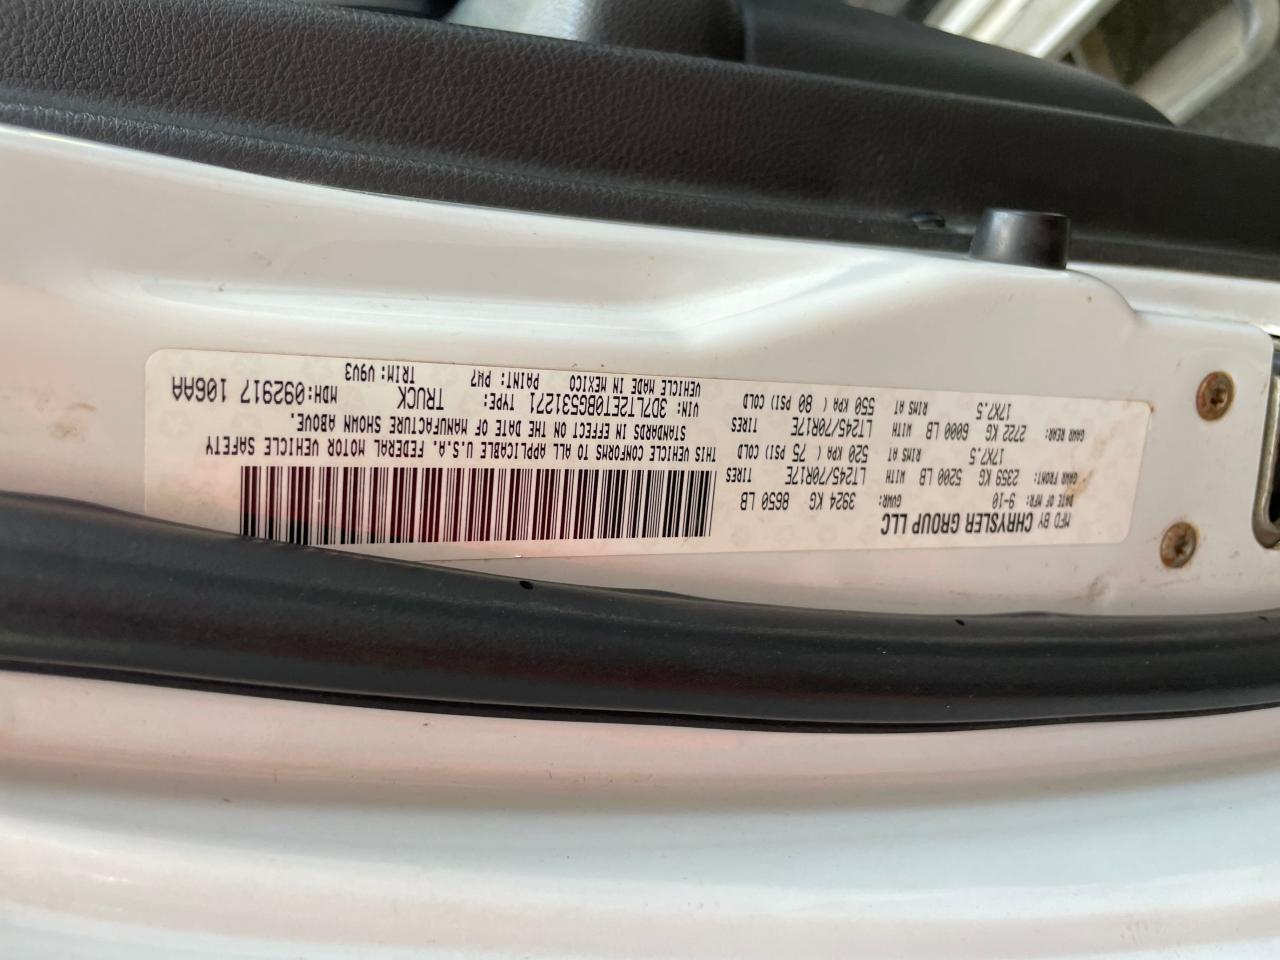 MFD BY CHRYSLER GROUP LLC
DATE OF MFR: 9-10 GVWR: 3924 KG 8650 LB
GAWR FRONT: 2359 KG 5200 LB WITH LT245/70R17E TIRES
17X7.5 RIMS AT 520 KPA ( 75 PSI) COLD
GAWR REAR: 2722 KG 6000 LB WITH LT245/70R17E TIRES
17X7.5 RIMS AT 550 KPA ( 80 PSI) COLD
THIS VEHICLE CONFORMS TO ALL APPLICABLE U.S.A. FEDERAL MOTOR VEHICLE SAFETY
STANDARDS IN EFFECT ON THE DATE OF MANUFACTURE SHOWN ABOVE.
VIN: 3D7LT2ET0BG531271 TYPE: TRUCK MDH: 092917 106AA
VEHICLE MADE IN MEXICO PAINT: PW7 TRIM: V9V3